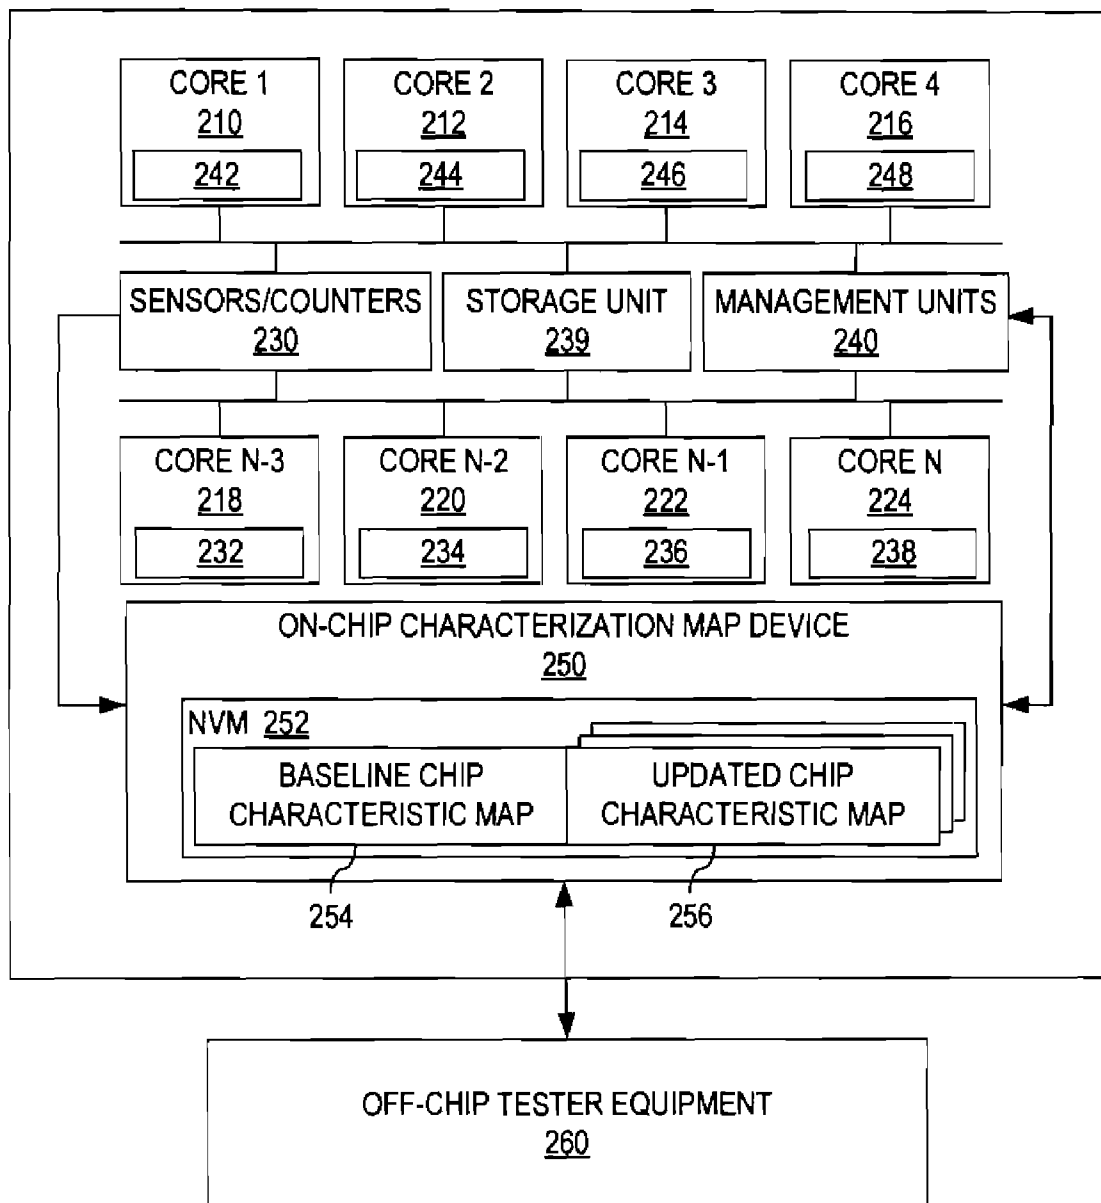 CORE 1
210
242
CORE 2
212
244
CORE 3
214
246
CORE 4
216
248
SENSORS/COUNTERS
230
STORAGE UNIT
239
MANAGEMENT UNITS
240
CORE N-3
218
232
CORE N-2
220
234
CORE N-1
222
236
CORE N
224
238
ON-CHIP CHARACTERIZATION MAP DEVICE
250
NVM 252
BASELINE CHIP
CHARACTERISTIC MAP
UPDATED CHIP
CHARACTERISTIC MAP
254
256
OFF-CHIP TESTER EQUIPMENT
260